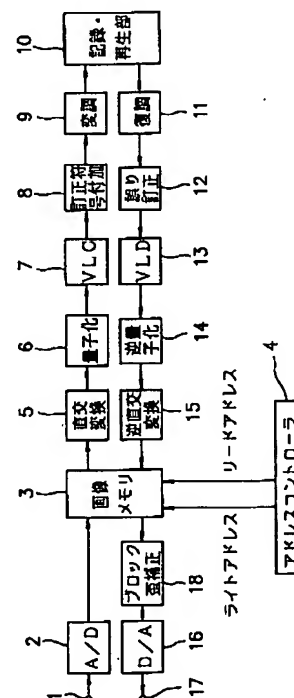 1
2
A/D
3
画像
メモリ
4
アドレスコントローラ
ライトアドレス
リードアドレス
5
直交
変換
6
量子化
7
VLC
8
訂正符
号付加
9
変調
10
記録・
再生部
11
復調
12
誤り
訂正
13
VLD
14
逆量
子化
15
逆直交
変換
18
ブロック
歪補正
16
D/A
17